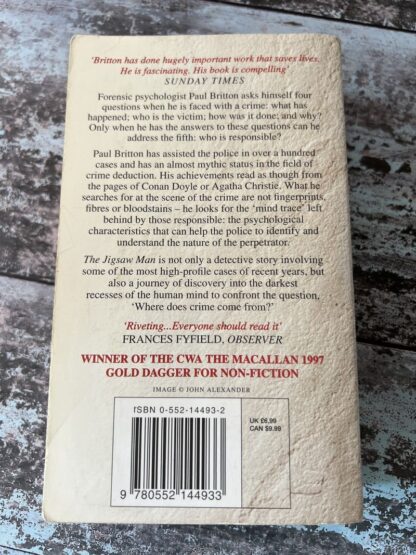 'Britton has done hugely important work that saves lives.
He is fascinating. His book is compelling'
SUNDAY TIMES
Forensic psychologist Paul Britton asks himself four
questions when he is faced with a crime: what has
happened; who is the victim; how was it done; and why?
Only when he has the answers to these questions can he
address the fifth: who is responsible?
Paul Britton has assisted the police in over a hundred
cases and has an almost mythic status in the field of
crime deduction. His achievements read as though from
the pages of Conan Doyle or Agatha Christie. What he
searches for at the scene of the crime are not fingerprints,
fibres or bloodstains – he looks for the 'mind trace' left
behind by those responsible: the psychological
characteristics that can help the police to identify and
understand the nature of the perpetrator.
The Jigsaw Man is not only a detective story involving
some of the most high-profile cases of recent years, but
also a journey of discovery into the darkest
recesses of the human mind to confront the question,
'Where does crime come from?'
'Riveting...Everyone should read it'
FRANCES FYFIELD, OBSERVER
WINNER OF THE CWA THE MACALLAN 1997
GOLD DAGGER FOR NON-FICTION
IMAGE © JOHN ALEXANDER
ISBN 0-552-14493-2
UK £6.99
CAN $9.99
9 780552 144933